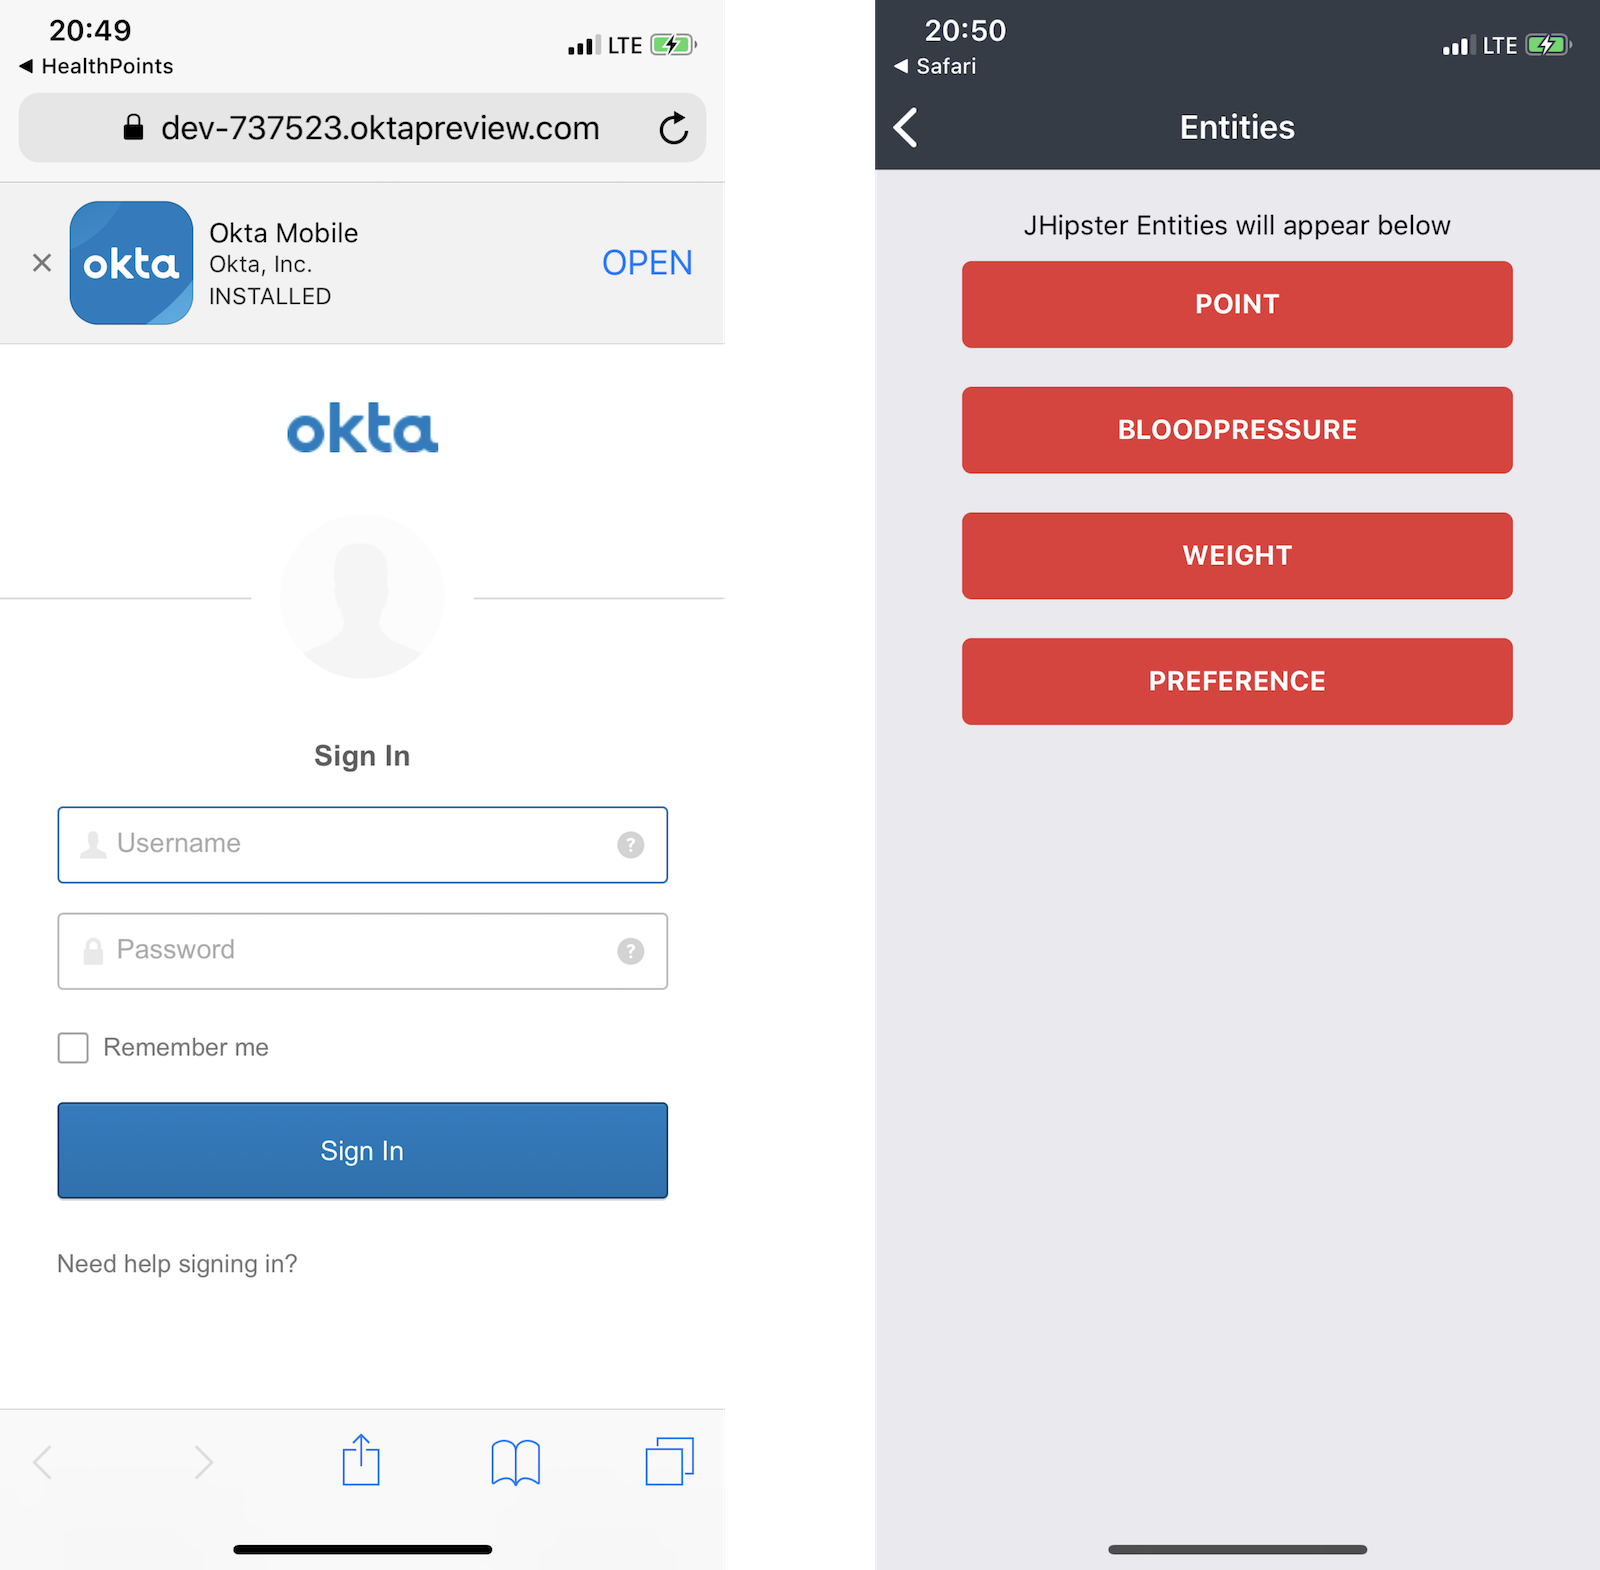 20:49
LTE
◀ HealthPoints
dev-737523.oktapreview.com
okta
Okta Mobile
Okta, Inc.
INSTALLED
OPEN
okta
Sign In
Username
?
Password
?
Remember me
Sign In
Need help signing in?
20:50
LTE
◀ Safari
Entities
JHipster Entities will appear below
POINT
BLOODPRESSURE
WEIGHT
PREFERENCE